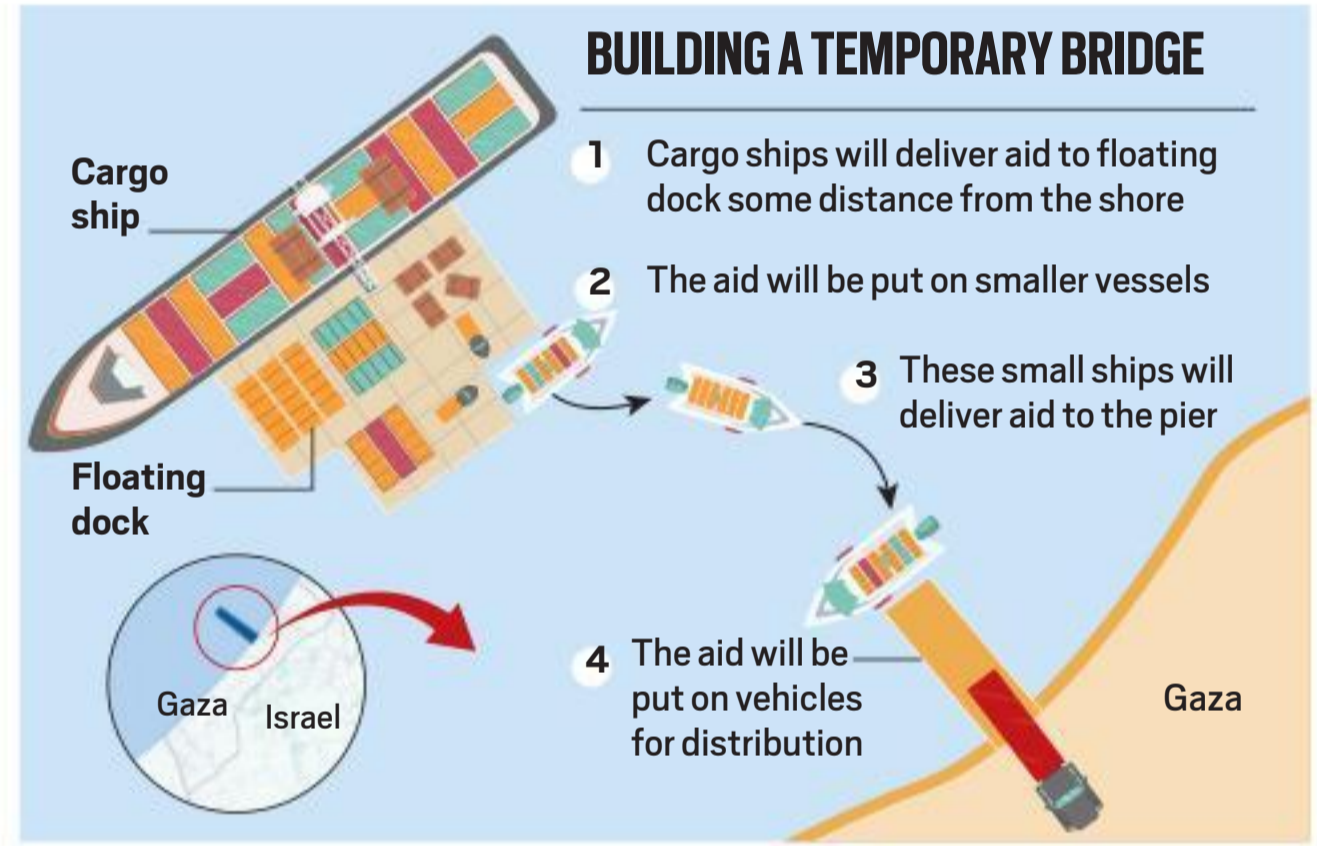 BUILDING A TEMPORARY BRIDGE
Cargo
ship
1 Cargo ships will deliver aid to floating
dock some distance from the shore
2 The aid will be put on smaller vessels
3 These small ships will
deliver aid to the pier
Floating
dock
4 The aid will be
put on vehicles
for distribution
Gaza
Gaza
Israel